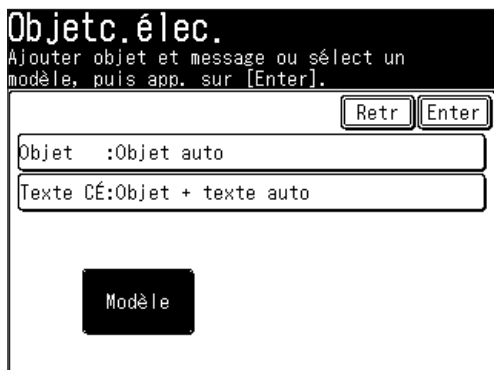 Objetc.élec.
Ajouter objet et message ou sélect un
modèle, puis app. sur [Enter].
Retr Enter
Objet :Objet auto
Texte CÉ:Objet + texte auto
Modèle